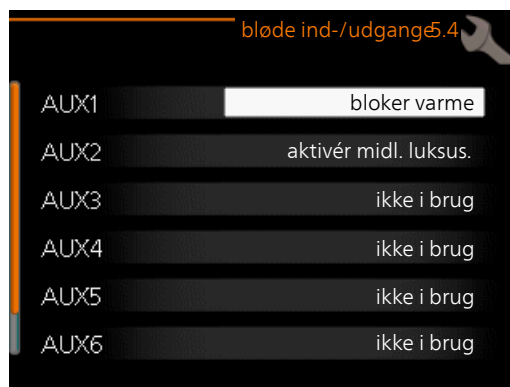 bløde ind-/udgange5.4
AUX1 bloker varme
AUX2 aktivér midl. luksus.
AUX3 ikke i brug
AUX4 ikke i brug
AUX5 ikke i brug
AUX6 ikke i brug